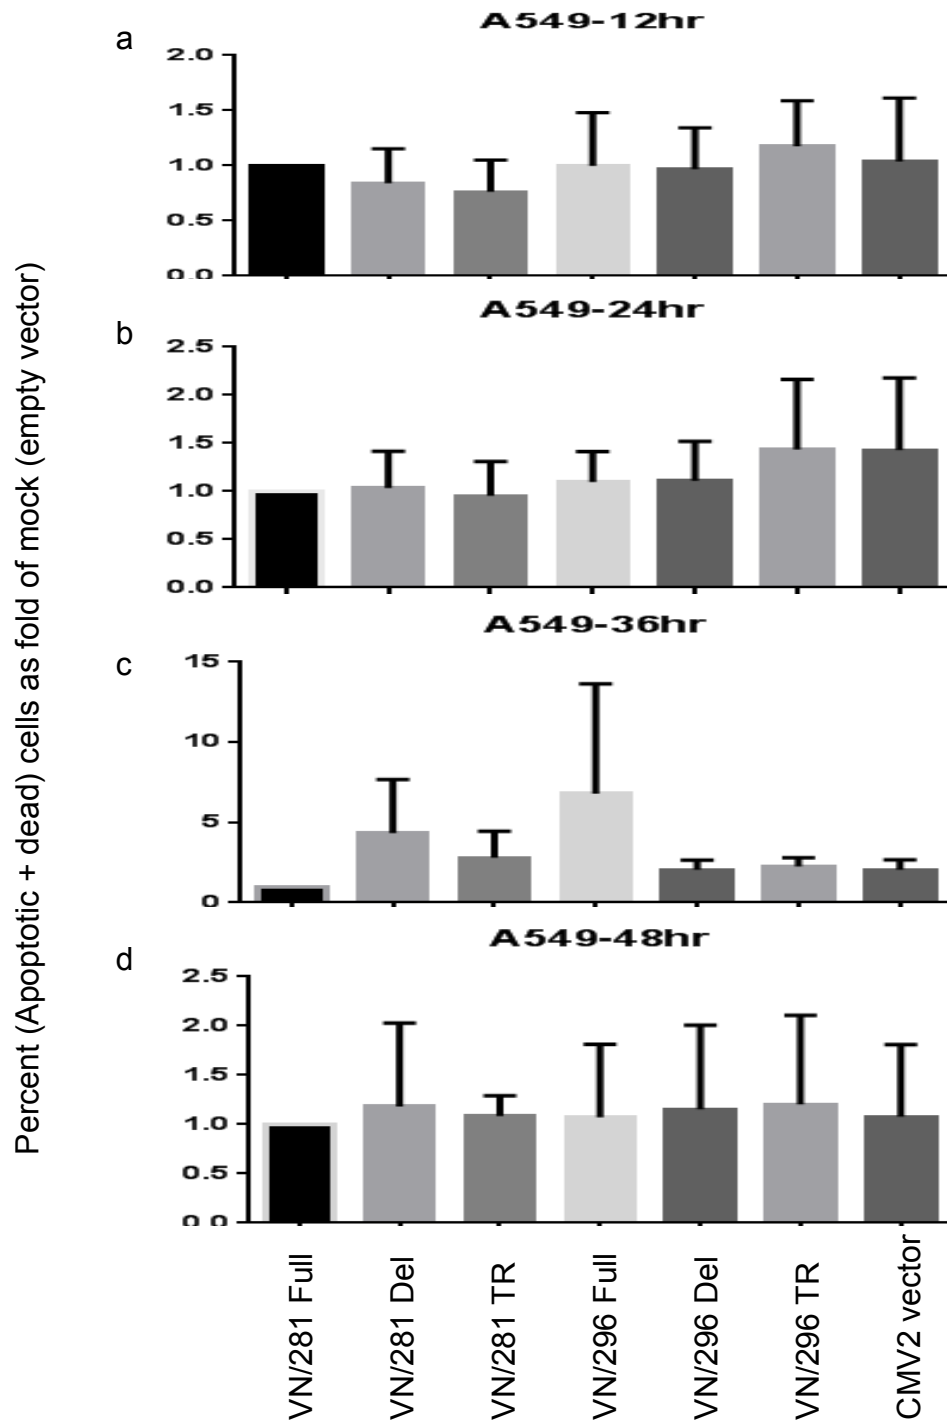 Percent (Apoptotic + dead) cells as fold of mock (empty vector)
a
A549-12hr
2.0
1.5
1.0
0.5
0.0
b
A549-24hr
2.5
2.0
1.5
1.0
0.5
0.0
c
A549-36hr
15
10
5
0
d
A549-48hr
2.5
2.0
1.5
1.0
0.5
0.0
VN/281 Full
VN/281 Del
VN/281 TR
VN/296 Full
VN/296 Del
VN/296 TR
CMV2 vector